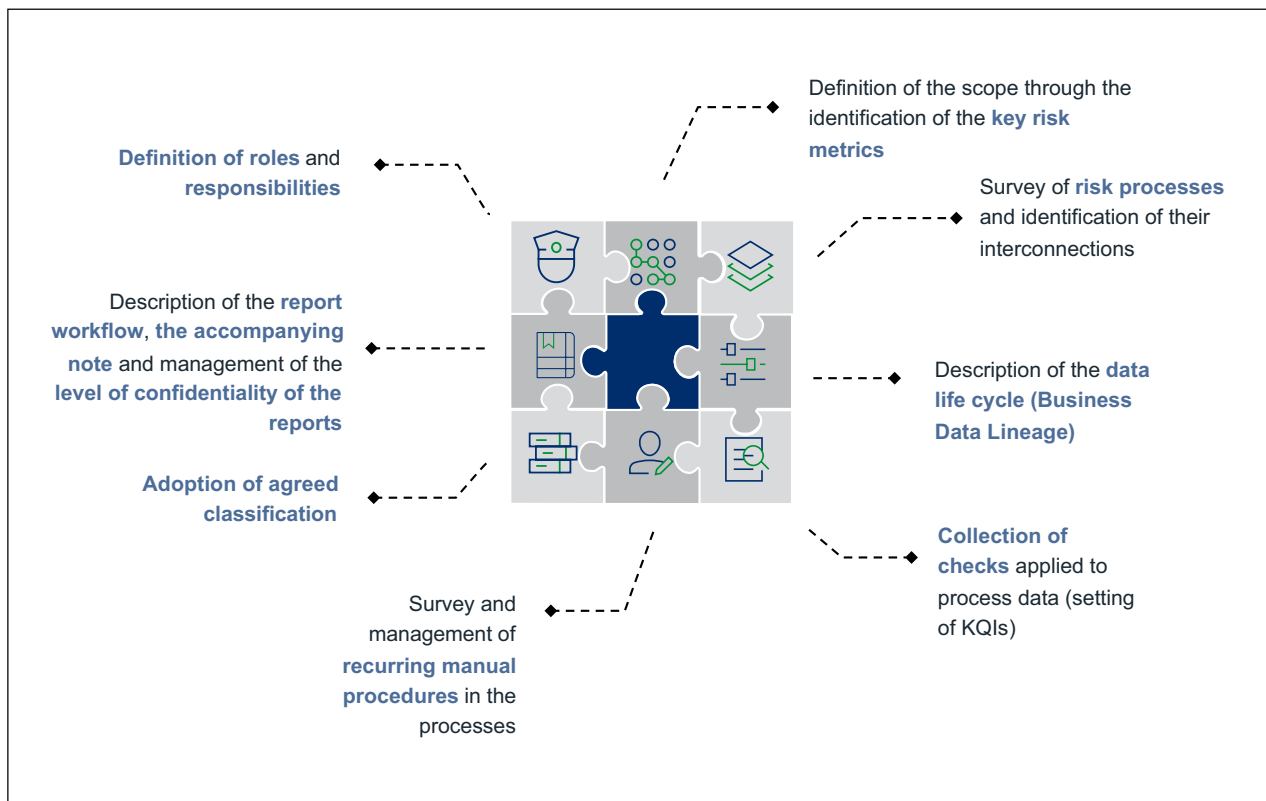 Definition of the scope through the
identification of the key risk
metrics
Definition of roles and
responsibilities
Survey of risk processes
and identification of their
interconnections
Description of the report
workflow, the accompanying
note and management of the
level of confidentiality of the
reports
Description of the data
life cycle (Business
Data Lineage)
Adoption of agreed
classification
Collection of
checks applied to
process data (setting
of KQIs)
Survey and
management of
recurring manual
procedures in the
processes